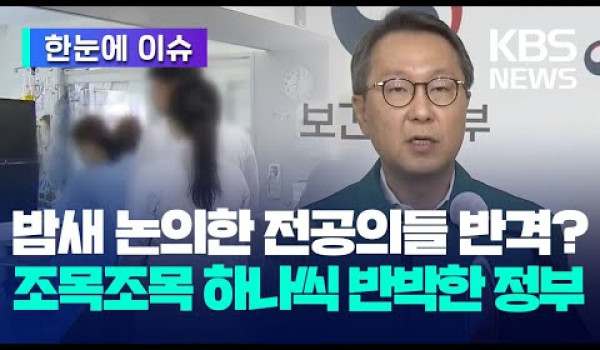 한눈에 이슈
KBS
NEWS
보건 부
밤새 논의한 전공의들 반격?
조목조목 하나씩 반박한 정부